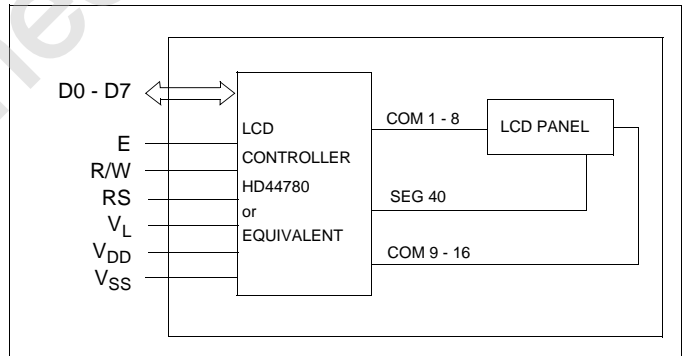 D0 - D7
E
R/W
RS
VL
VDD
VSS
LCD
CONTROLLER
HD44780
or
EQUIVALENT
COM 1 - 8
SEG 40
COM 9 - 16
LCD PANEL